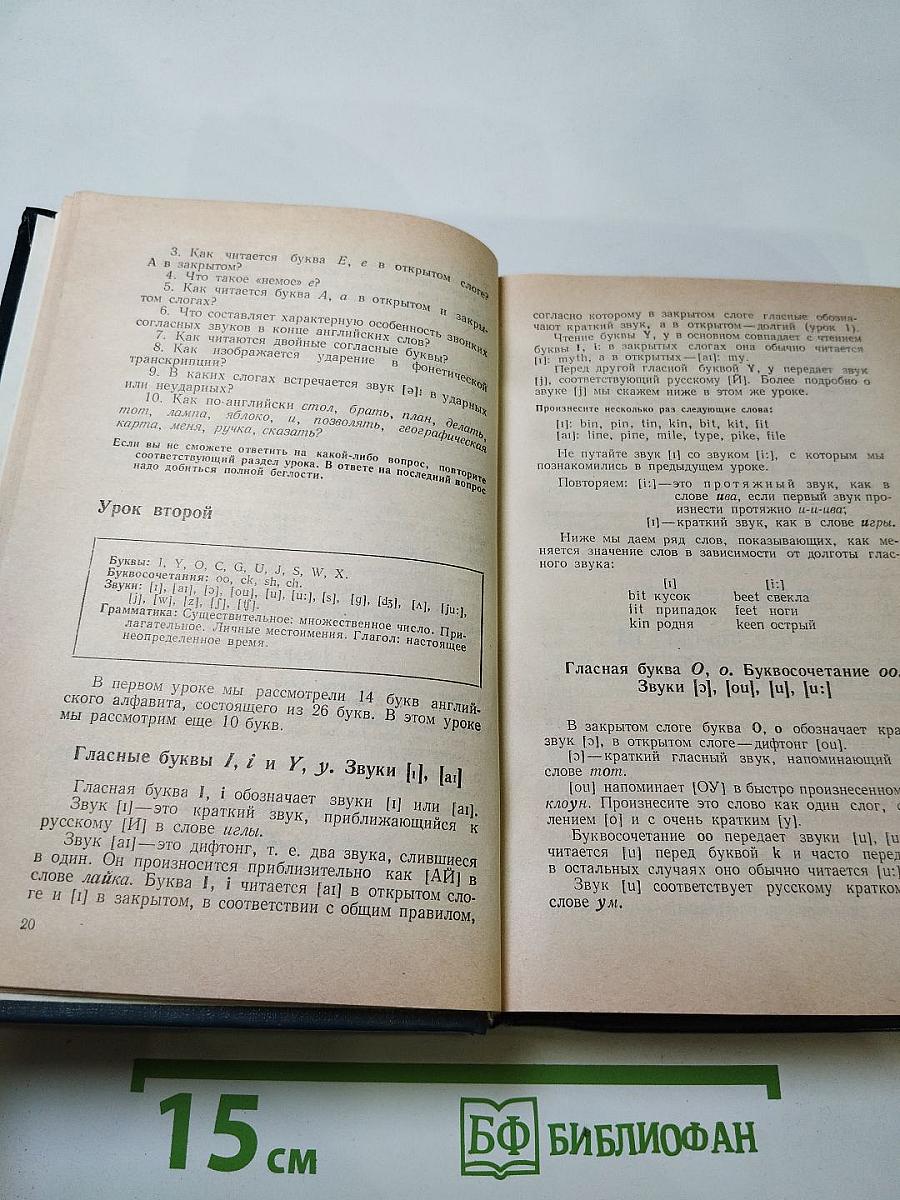 3. Как читается буква E, e в открытом слоге?
А в закрытом?
4. Что такое «немое» e?
5. Как читается буква A, a в открытом и закры-
том слогах?
6. Что составляет характерную особенность звонких
согласных звуков в конце английских слов?
7. Как читаются двойные согласные буквы?
8. Как изображается ударение в фонетической
транскрипции?
9. В каких слогах встречается звук [ə]: в ударных
или неударных?
10. Как по-английски стол, брать, план, делать,
тот, лампа, яблоко, и, позволять, географическая
карта, меня, ручка, сказать?
Если вы не сможете ответить на какой-либо вопрос, повторите
соответствующий раздел урока. В ответе на последний вопрос
надо добиться полной беглости.
Урок второй
Буквы: I, Y, O, C, G, U, J, S, W, X.
Буквосочетания: oo, ck, sh, ch.
Звуки: [ɪ], [aɪ], [ɔ], [ou], [u], [u:], [s], [g], [dʒ], [ʌ], [ju:],
[j], [w], [z], [ʃ], [tʃ].
Грамматика: Существительное: множественное число. При-
лагательное. Личные местоимения. Глагол: настоящее
неопределенное время.
В первом уроке мы рассмотрели 14 букв англий-
ского алфавита, состоящего из 26 букв. В этом уроке
мы рассмотрим еще 10 букв.
Гласные буквы I, i и Y, y. Звуки [ɪ], [aɪ]
Гласная буква I, i обозначает звуки [ɪ] или [aɪ].
Звук [ɪ]—это краткий звук, приближающийся к
русскому [И] в слове иглы.
Звук [aɪ]—это дифтонг, т. е. два звука, слившиеся
в один. Он произносится приблизительно как [АЙ] в
слове лайка. Буква I, i читается [aɪ] в открытом сло-
ге и [ɪ] в закрытом, в соответствии с общим правилом,
20
согласно которому в закрытом слоге гласные обозна-
чают краткий звук, а в открытом—долгий (урок 1).
Чтение буквы Y, y в основном совпадает с чтением
буквы I, i: в закрытых слогах она обычно читается
[ɪ]: myth, а в открытых—[aɪ]: my.
Перед другой гласной буквой Y, y передает звук
[j], соответствующий русскому [Й]. Более подробно о
звуке [j] мы скажем ниже в этом же уроке.
Произнесите несколько раз следующие слова:
[ɪ]: bin, pin, tin, kin, bit, kit, fit
[aɪ]: line, pine, mile, type, pike, file
Не путайте звук [ɪ] со звуком [i:], с которым мы
познакомились в предыдущем уроке.
Повторяем: [i:]—это протяжный звук, как в
слове ива, если первый звук про-
изнести протяжно и-и-ива;
[ɪ]—краткий звук, как в слове игры.
Ниже мы даем ряд слов, показывающих, как ме-
няется значение слов в зависимости от долготы глас-
ного звука:
[ɪ] [i:]
bit кусок beet свекла
fit припадок feet ноги
kin родня keen острый
Гласная буква O, o. Буквосочетание oo.
Звуки [ɔ], [ou], [u], [u:]
В закрытом слоге буква O, o обозначает кра
звук [ɔ], в открытом слоге—дифтонг [ou].
[ɔ]—краткий гласный звук, напоминающий
слове тот.
[ou] напоминает [ОУ] в быстро произнесенном
клоун. Произнесите это слово как один слог, с
лением [о] и с очень кратким [у].
Буквосочетание oo передает звуки [u], [u
читается [u] перед буквой k и часто перед
в остальных случаях оно обычно читается [u:]
Звук [u] соответствует русскому кратком
слове ум.
15 см
БФ БИБЛИОФАН